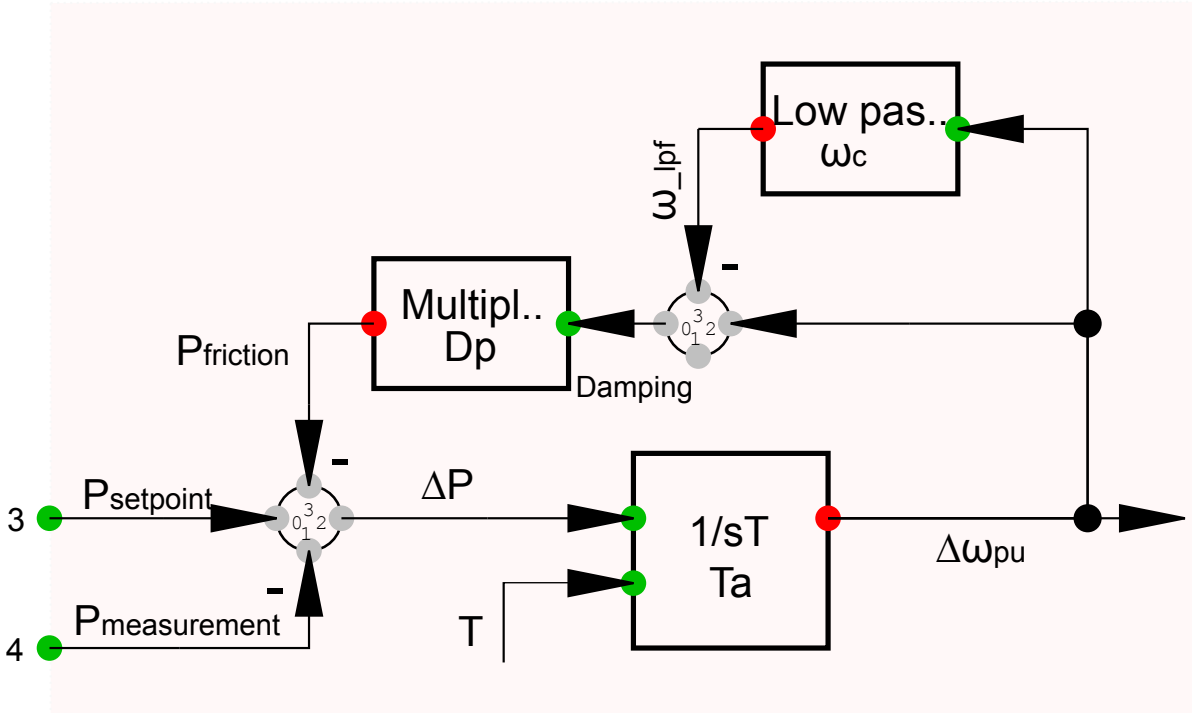 Low pas..
ωc
ω_lpf
-
3
0 2
1
Multipl..
Dp
Pfriction
Damping
-
Psetpoint
3
3
0 2
1
ΔP
1/sT
Ta
Δωpu
-
T
Pmeasurement
4